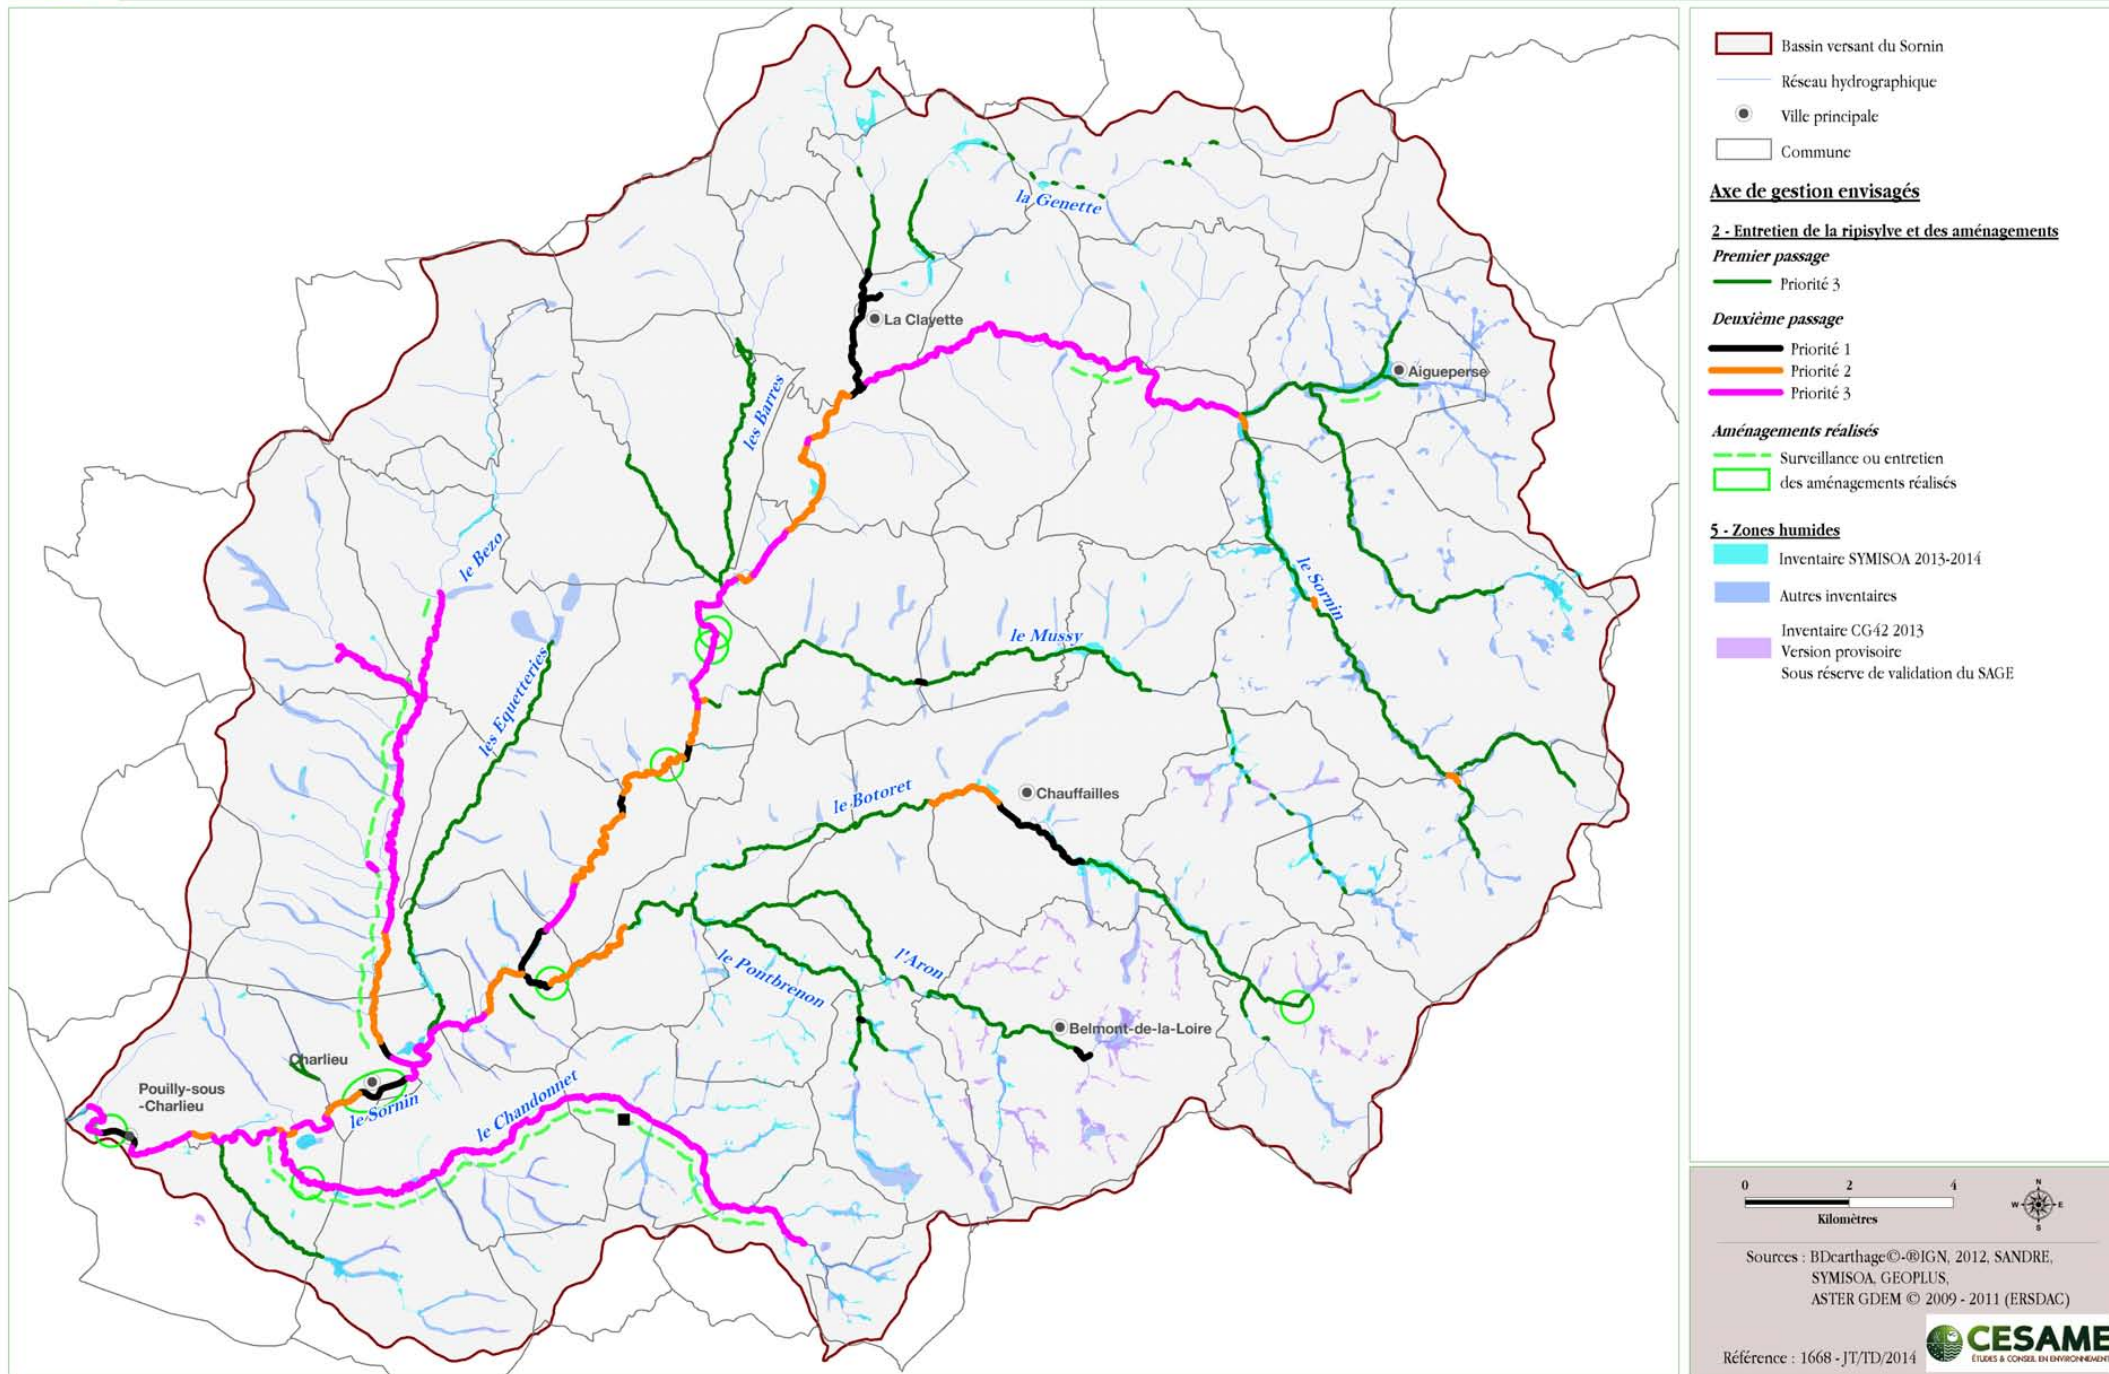 la Genette
La Clayette
Aigueperse
les Barres
le Bezo
le Sornin
le Mussy
les Equetteries
le Botoret
Chauffailles
l'Aron
le Pontbrenon
Belmont-de-la-Loire
Charlieu
Pouilly-sous
-Charlieu
le Sornin
le Chandonnet
Bassin versant du Sornin
Réseau hydrographique
Ville principale
Commune
Axe de gestion envisagés
2 - Entretien de la ripisylve et des aménagements
Premier passage
Priorité 3
Deuxième passage
Priorité 1
Priorité 2
Priorité 3
Aménagements réalisés
Surveillance ou entretien
des aménagements réalisés
5 - Zones humides
Inventaire SYMISOA 2013-2014
Autres inventaires
Inventaire CG42 2013
Version provisoire
Sous réserve de validation du SAGE
0 2 4
Kilomètres
N
W E
S
Sources : BDcarthage©-®IGN, 2012, SANDRE,
SYMISOA, GEOPLUS,
ASTER GDEM © 2009 - 2011 (ERSDAC)
Référence : 1668 - JT/TD/2014
CESAME
ÉTUDES & CONSEIL EN ENVIRONNEMENT